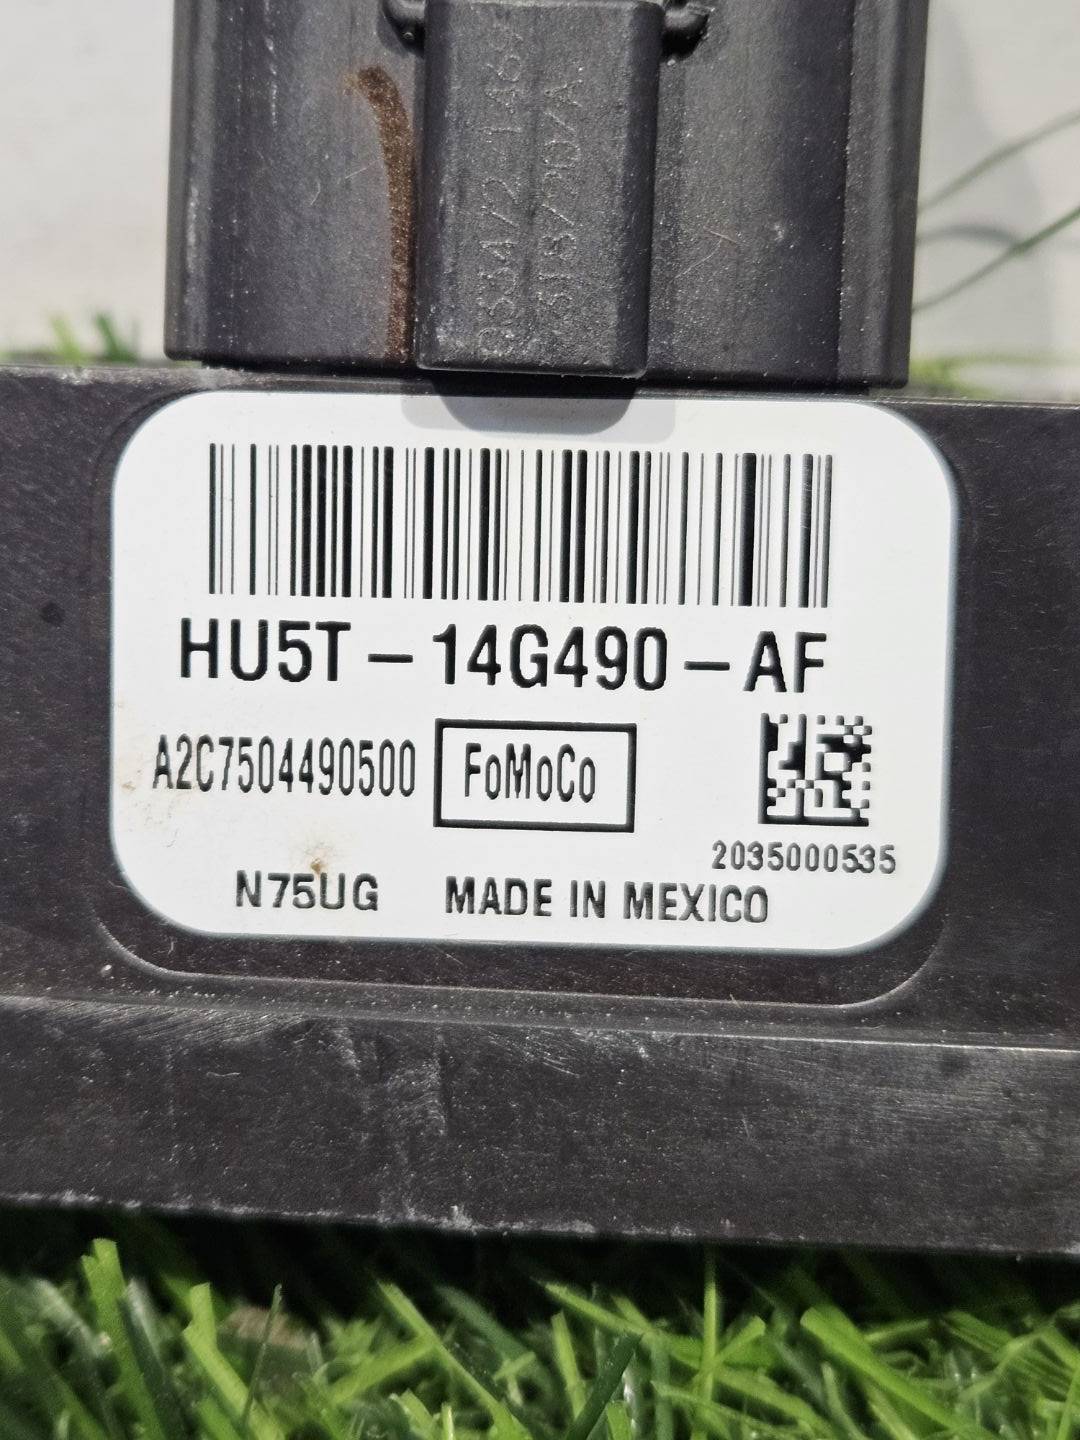 HU5T-14G490-AF
A2C7504490500
FoMoCo
2035000535
N75UG MADE IN MEXICO